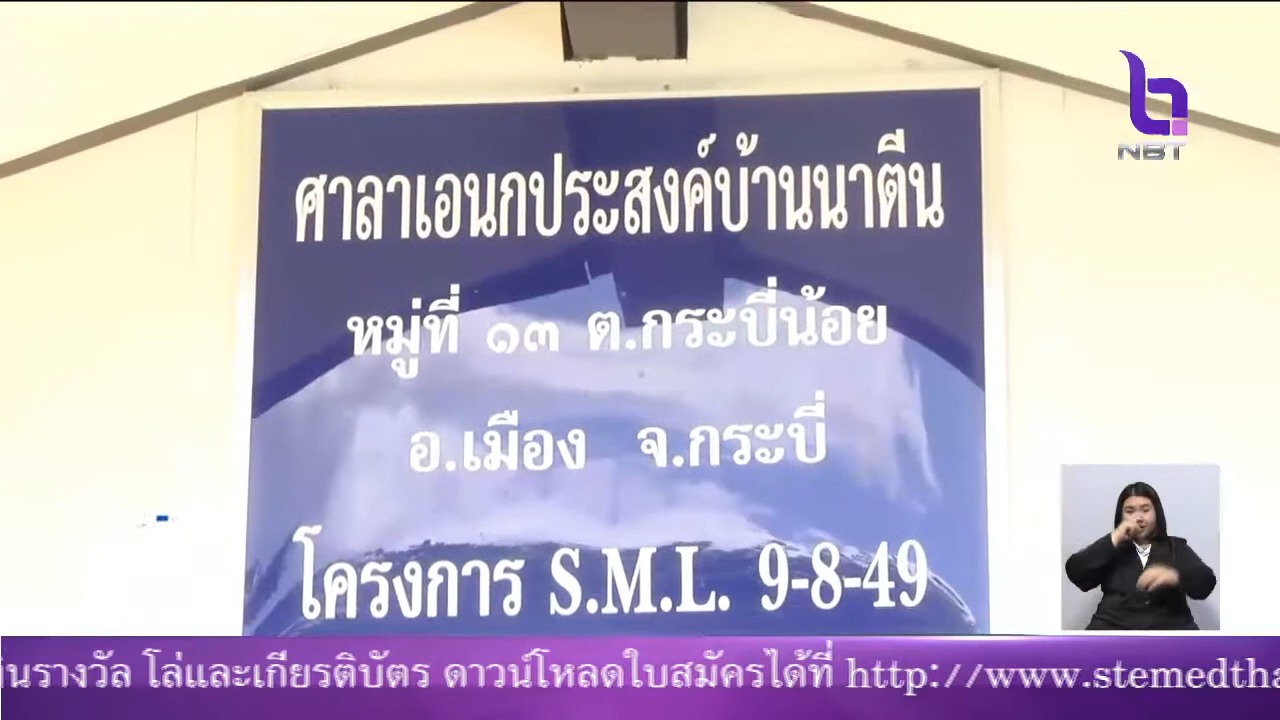 NBT
ศาลาเอนกประสงค์บ้านนาตีน
หมู่ที่ ๑๓ ต.กระบี่น้อย
อ.เมือง จ.กระบี่
โครงการ S.M.L. 9-8-49
รางวัล โล่และเกียรติบัตร ดาวน์โหลดใบสมัครได้ที่ http://www.stemedtha